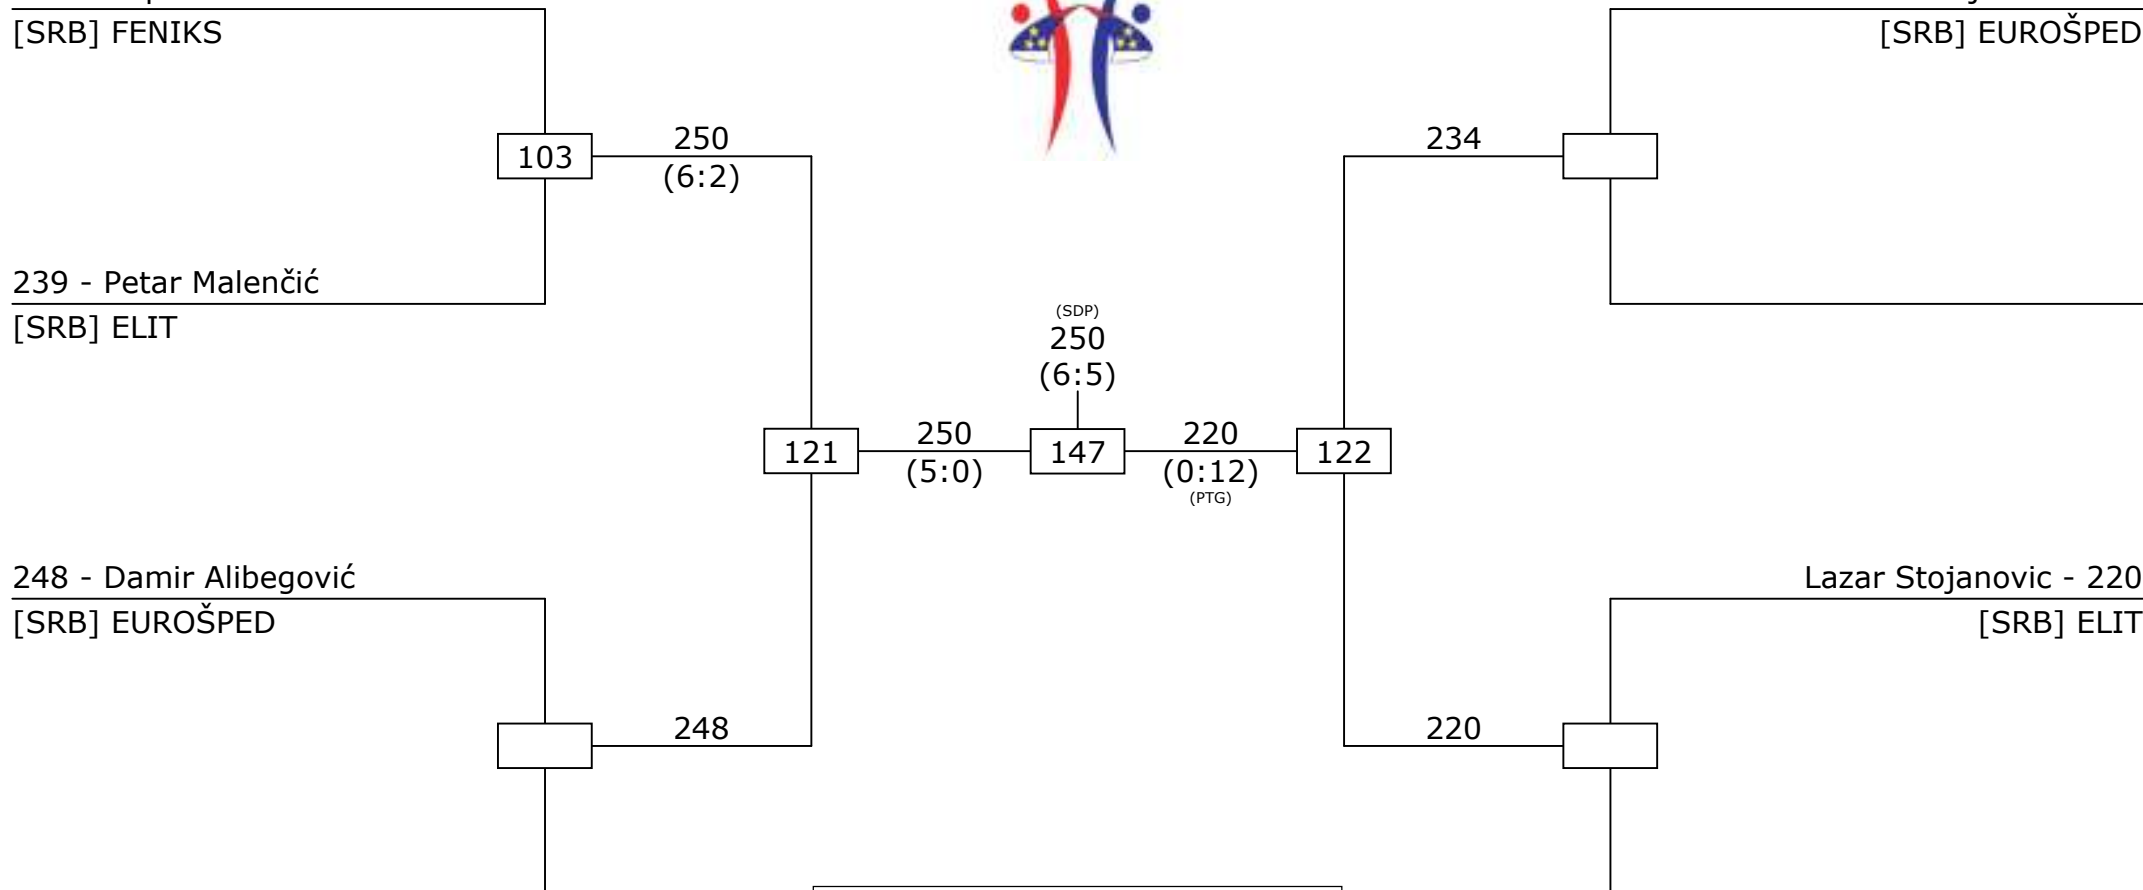 [SRB] FENIKS
[SRB] EUROŠPED
103
250
(6:2)
234
239 - Petar Malenčić
[SRB] ELIT
(SDP)
250
(6:5)
121
250
(5:0)
147
220
(0:12)
(PTG)
122
248 - Damir Alibegović
[SRB] EUROŠPED
Lazar Stojanovic - 220
[SRB] ELIT
248
220